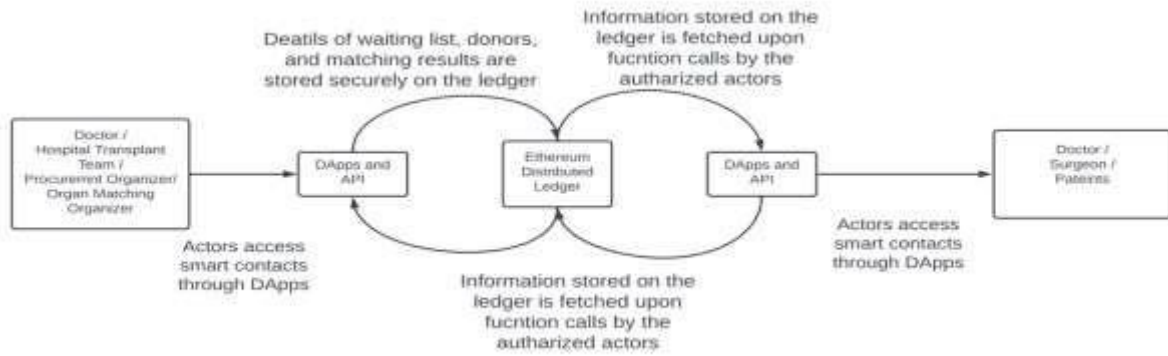 Deatils of waiting list, donors,
and matching results are
stored securely on the ledger
Information stored on the
ledger is fetched upon
fucntion calls by the
autharized actors
Doctor /
Hospital Transplant
Team /
Procuremnt Organizer/
Organ Matching
Organizer
DApps and
API
Ethereum
Distributed
Ledger
DApps and
API
Doctor /
Surgeon /
Pateints
Actors access
smart contacts
through DApps
Information stored on the
ledger is fetched upon
fucntion calls by the
autharized actors
Actors access
smart contacts
through DApps